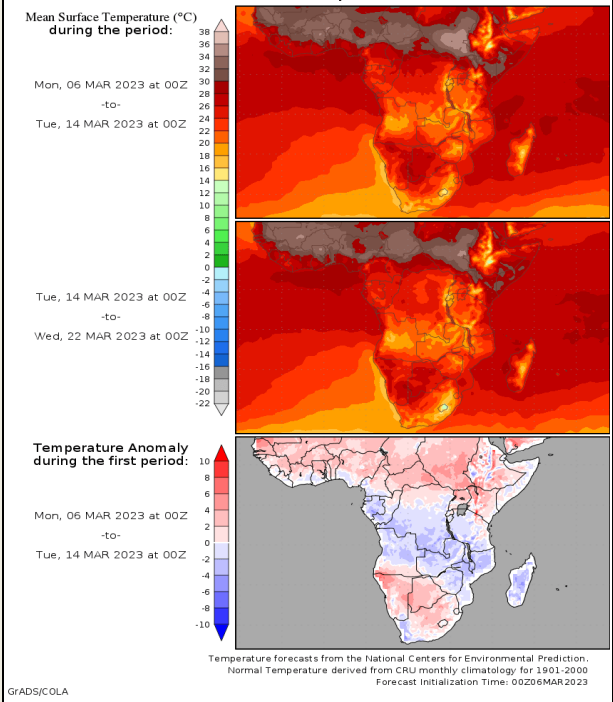 Mean Surface Temperature (°C)
during the period:
38
36
34
32
30
28
26
24
22
20
18
16
14
12
10
8
6
4
2
0
-2
-4
-6
-8
-10
-12
-14
-16
-18
-20
-22
Mon, 06 MAR 2023 at 00Z
-to-
Tue, 14 MAR 2023 at 00Z
Tue, 14 MAR 2023 at 00Z
-to-
Wed, 22 MAR 2023 at 00Z
Temperature Anomaly
during the first period:
10
8
6
4
2
0
-2
-4
-6
-8
-10
Mon, 06 MAR 2023 at 00Z
-to-
Tue, 14 MAR 2023 at 00Z
Temperature forecasts from the National Centers for Environmental Prediction.
Normal Temperature derived from CRU monthly climatology for 1901-2000
Forecast Initialization Time: 00Z06MAR2023
GrADS/COLA